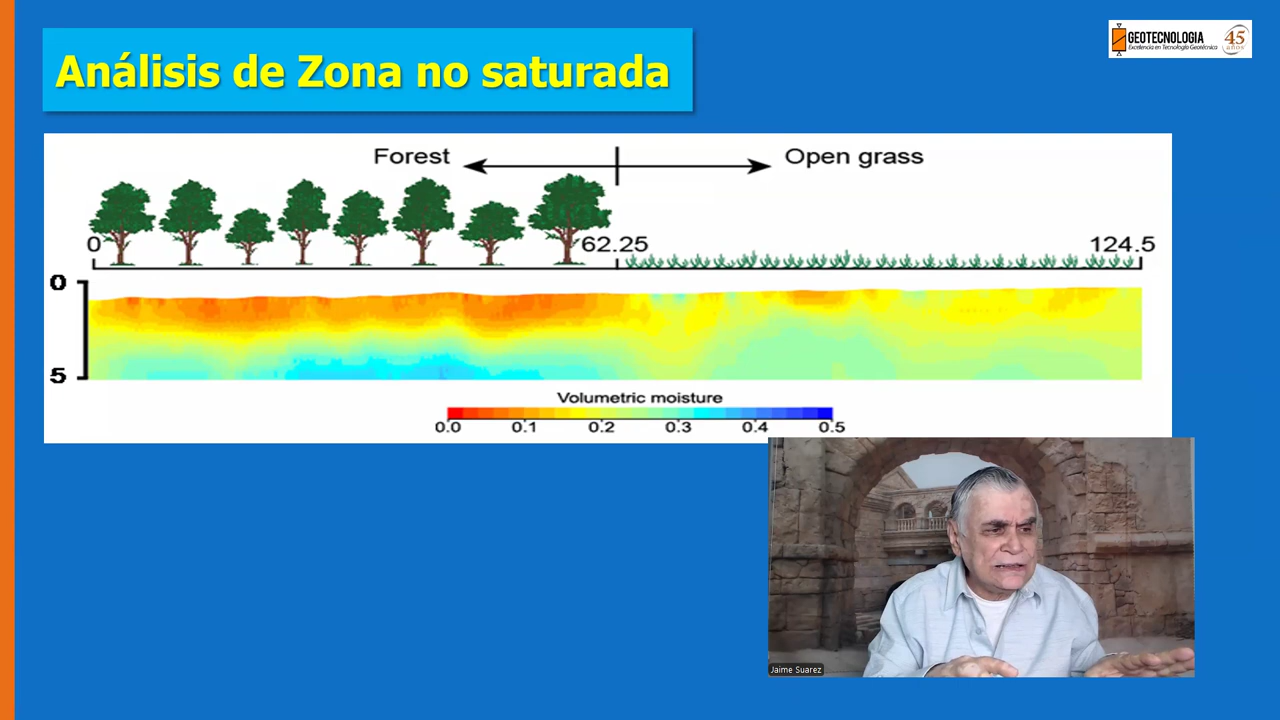 Análisis de Zona no saturada
GEOTECNOLOGIA
Excelencia en Tecnología Geotécnica
45
años
Forest
Open grass
0
62.25
124.5
0
5
Volumetric moisture
0.0 0.1 0.2 0.3 0.4 0.5
Jaime Suarez